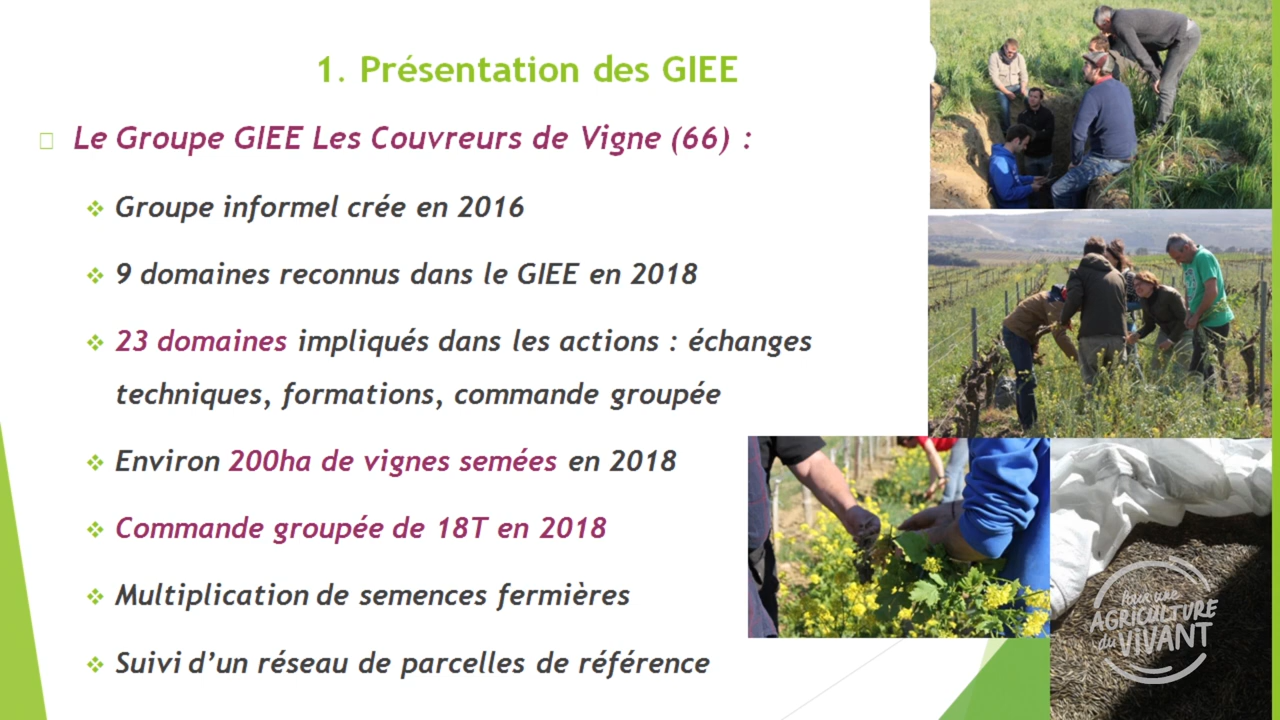 1. Présentation des GIEE
Le Groupe GIEE Les Couvreurs de Vigne (66) :
Groupe informel crée en 2016
9 domaines reconnus dans le GIEE en 2018
23 domaines impliqués dans les actions : échanges
techniques, formations, commande groupée
Environ 200ha de vignes semées en 2018
Commande groupée de 18T en 2018
Multiplication de semences fermières
Suivi d’un réseau de parcelles de référence
Pour une
AGRICULTURE
du VIVANT